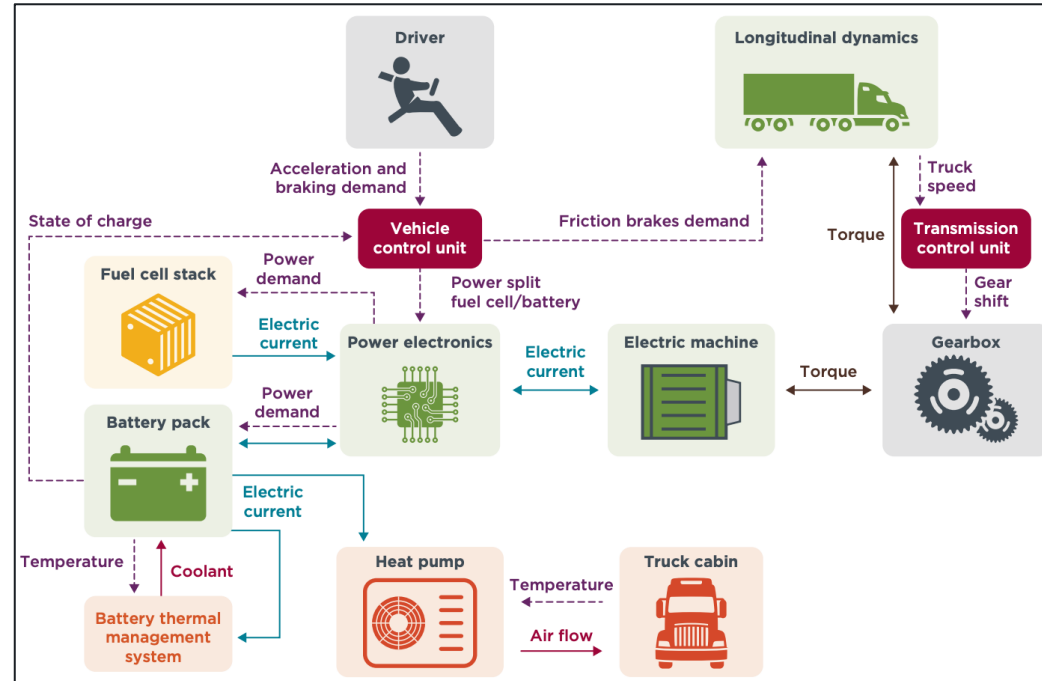 Driver
Longitudinal dynamics
Acceleration and
braking demand
Truck
speed
State of charge
Vehicle
control unit
Friction brakes demand
Torque
Transmission
control unit
Fuel cell stack
Power
demand
Power split
fuel cell/battery
Gear
shift
Electric
current
Power electronics
Electric
current
Electric machine
Torque
Gearbox
Battery pack
Power
demand
Electric
current
Temperature
Coolant
Heat pump
Temperature
Truck cabin
Battery thermal
management
system
Air flow